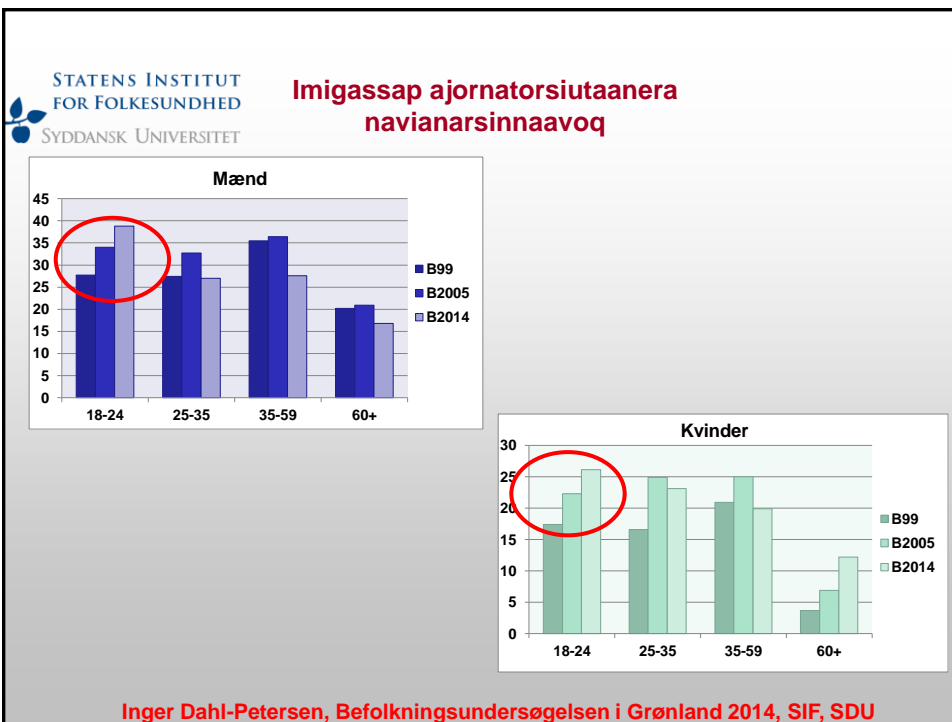 STATENS INSTITUT
FOR FOLKESUNDHED
SYDDANSK UNIVERSITET
Imigassap ajornatorsiutaanera
navianarsinnaavoq
Mænd
45
40
35
30
25
20
15
10
5
0
18-24 25-35 35-59 60+
B99
B2005
B2014
Kvinder
30
25
20
15
10
5
0
18-24 25-35 35-59 60+
B99
B2005
B2014
Inger Dahl-Petersen, Befolkningsundersøgelsen i Grønland 2014, SIF, SDU